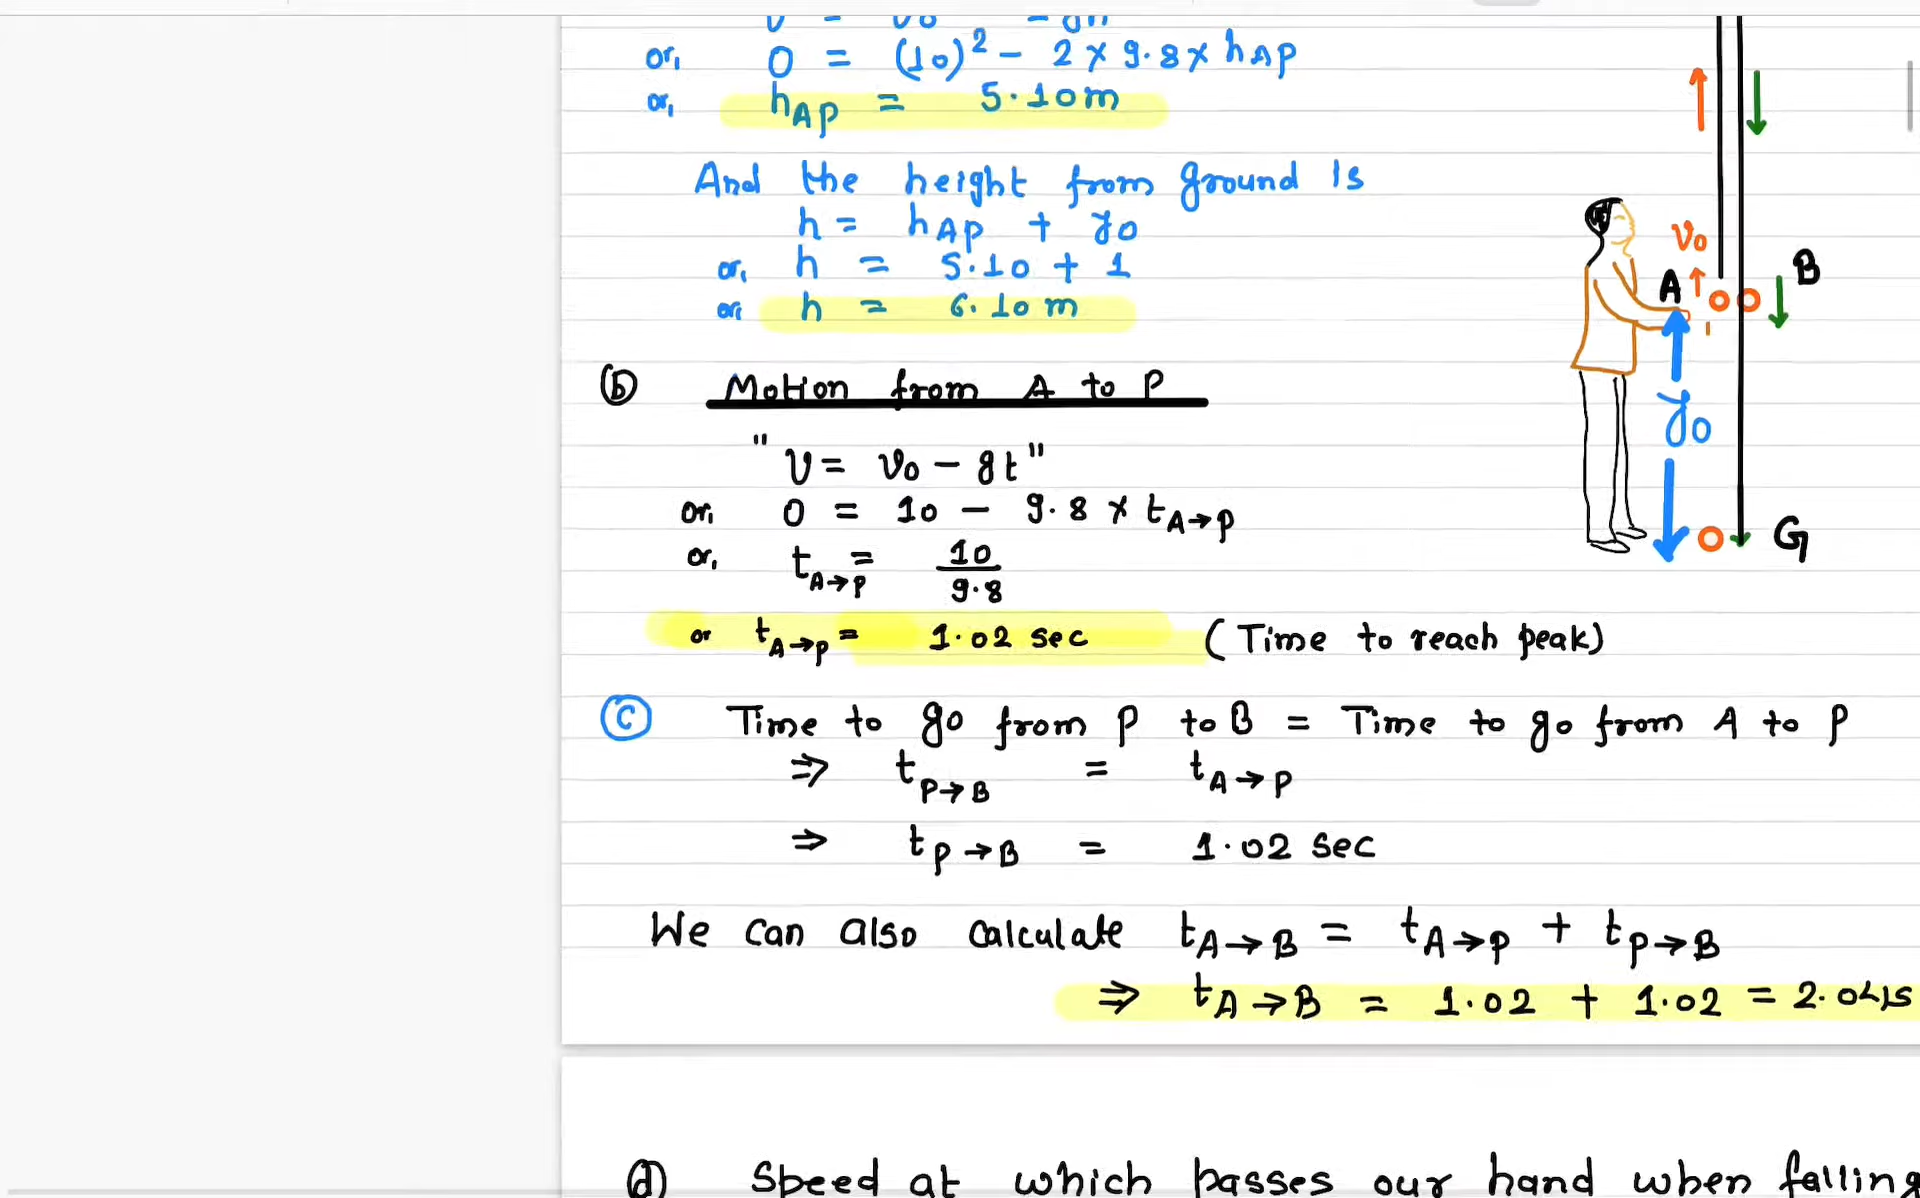 or, 0 = (10)² - 2 × 9.8 × hAP
or, hAP = 5.10m
And the height from ground is
h = hAP + y0
or, h = 5.10 + 1
or, h = 6.10 m
(b) Motion from A to P
"v = v0 - gt"
or, 0 = 10 - 9.8 × tA→P
or, tA→P = 10/9.8
or tA→P = 1.02 sec (Time to reach peak)
(c) Time to go from P to B = Time to go from A to P
⇒ tP→B = tA→P
⇒ tP→B = 1.02 sec
We can also calculate tA→B = tA→P + tP→B
⇒ tA→B = 1.02 + 1.02 = 2.04s
(d) Speed at which passes our hand when falling
v0
A
B
y0
G